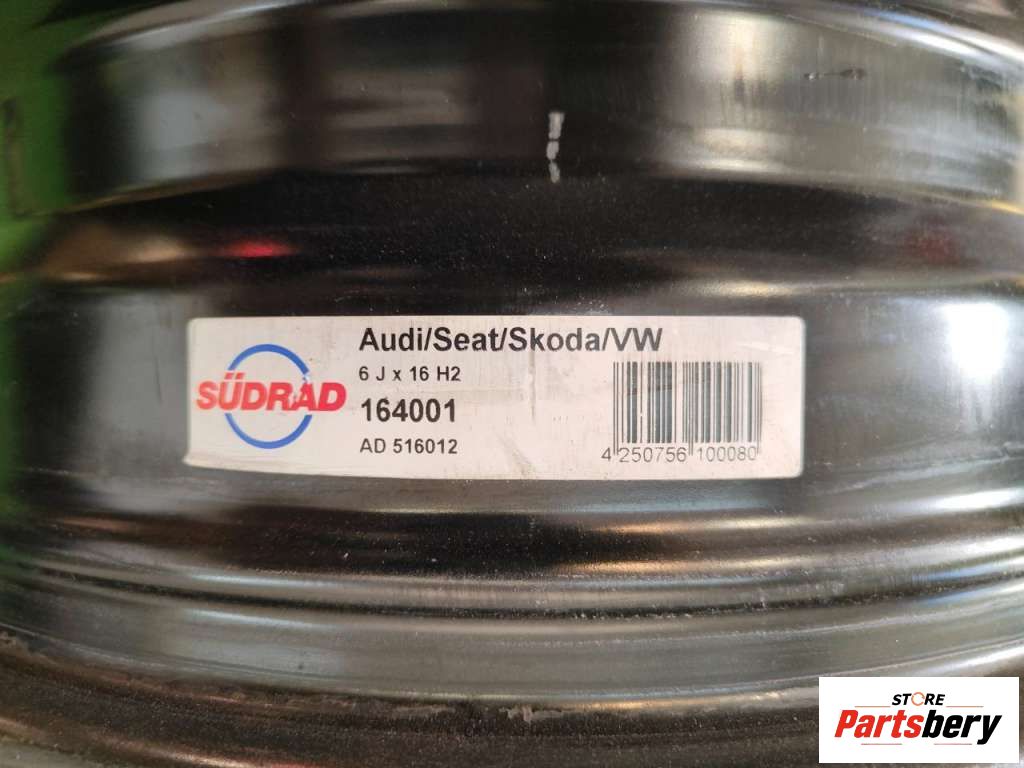 Audi/Seat/Skoda/VW
6 J x 16 H2
SÜDRAD
164001
AD 516012
4 250756 100080
STORE
Partsbery